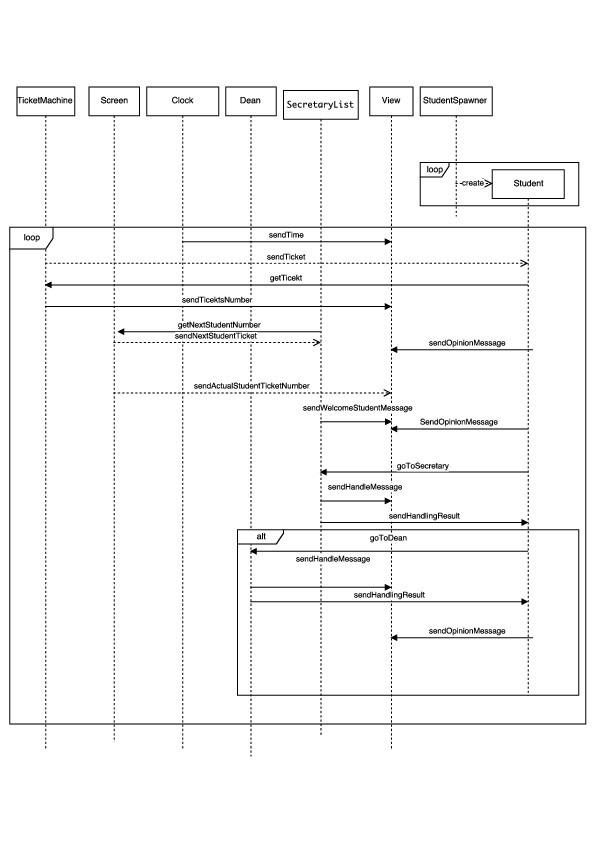 TicketMachine
Screen
Clock
Dean
SecretaryList
View
StudentSpawner
loop
create
Student
loop
sendTime
sendTicket
getTicekt
sendTicektsNumber
getNextStudentNumber
sendNextStudentTicket
sendOpinionMessage
sendActualStudentTicketNumber
sendWelcomeStudentMessage
SendOpinionMessage
goToSecretary
sendHandleMessage
sendHandlingResult
alt
goToDean
sendHandleMessage
sendHandlingResult
sendOpinionMessage